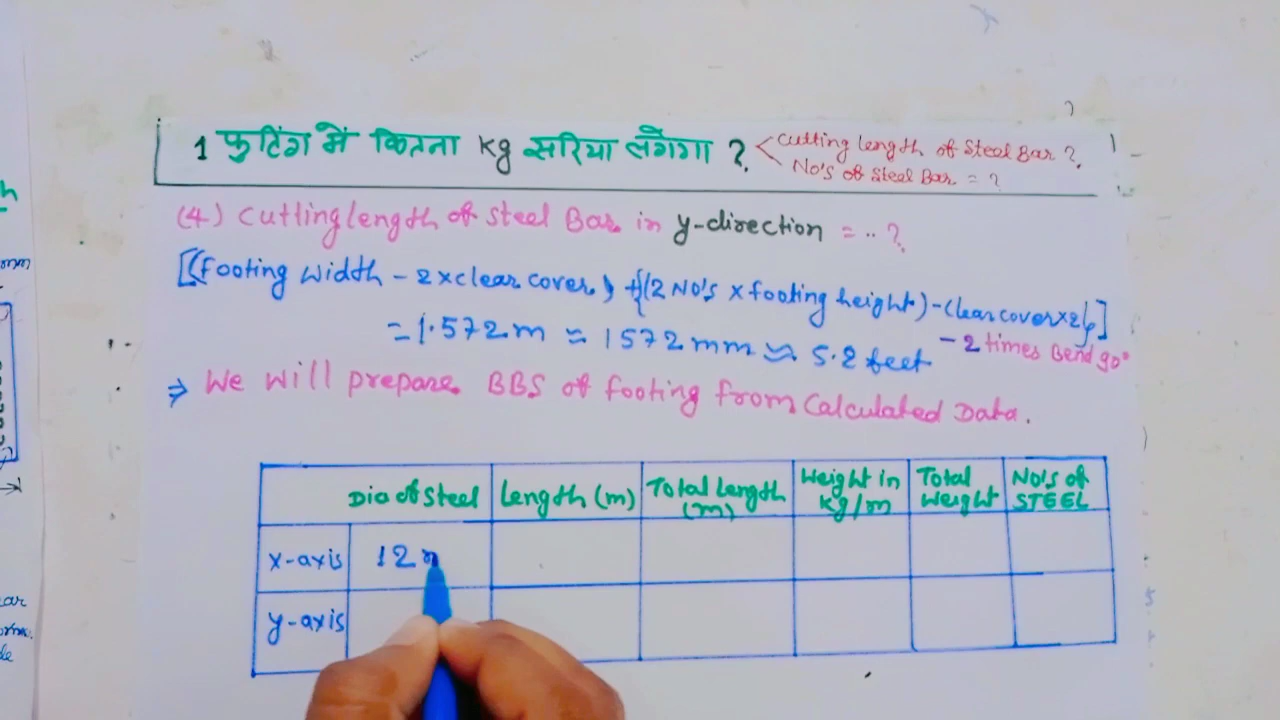 1 फुटिंग में कितना kg सरिया लगेगा ?
Cutting length of Steel Bar ?
No's of Steel Bar = ?
(4) Cutting length of Steel Bar in y-direction = .. ?
[(footing width - 2 x clear cover) + {(2 No's x footing height) - clear cover x 2}]
= 1.572 m ≈ 1572 mm ≈ 5.2 feet
- 2 times Bend 90°
⇒ We will prepare BBS of footing from Calculated Data.
Dia of Steel | Length (m) | Total Length (m) | Weight in kg/m | Total Weight | No's of STEEL
x-axis | 12
y-axis